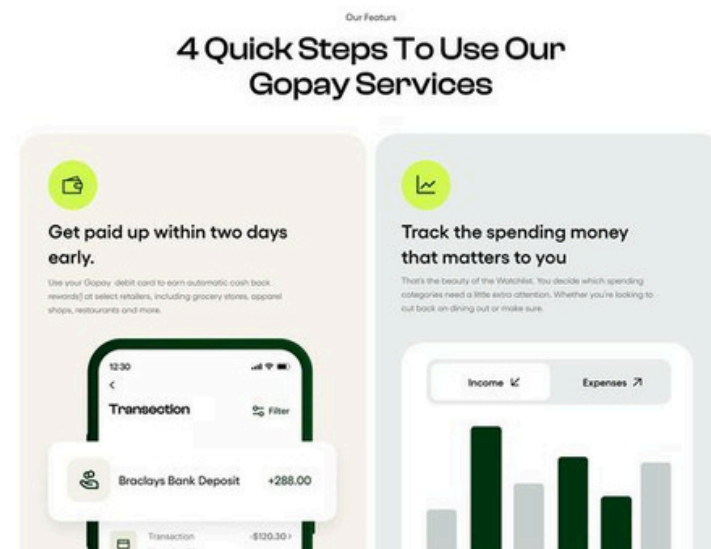 Our Featurs
4 Quick Steps To Use Our
Gopay Services
Get paid up within two days
early.
Use your Gopay debit card to earn automatic cash back
rewards¹ at select retailers, including grocery stores, apparel
shops, restaurants and more.
12:30
Transection
Filter
Braclays Bank Deposit +288.00
Transaction -$120.30
Track the spending money
that matters to you
That's the beauty of the Watchlist. You decide which spending
categories need a little extra attention. Whether you're looking to
cut back on dining out or make sure.
Income Expenses